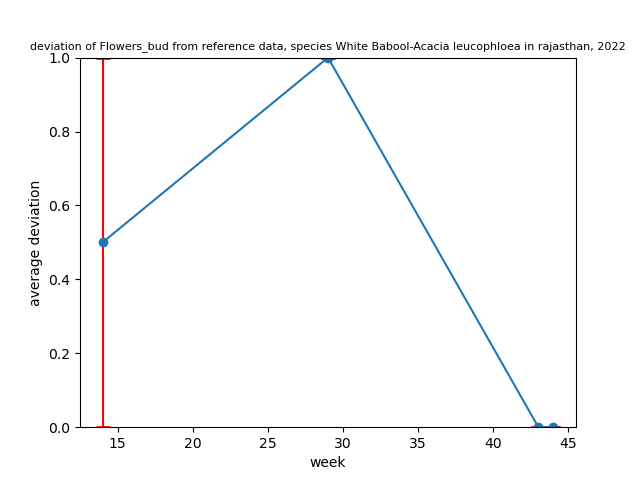 deviation of Flowers_bud from reference data, species White Babool-Acacia leucophloea in rajasthan, 2022
1.0
0.8
0.6
0.4
0.2
0.0
average deviation
15 20 25 30 35 40 45
week